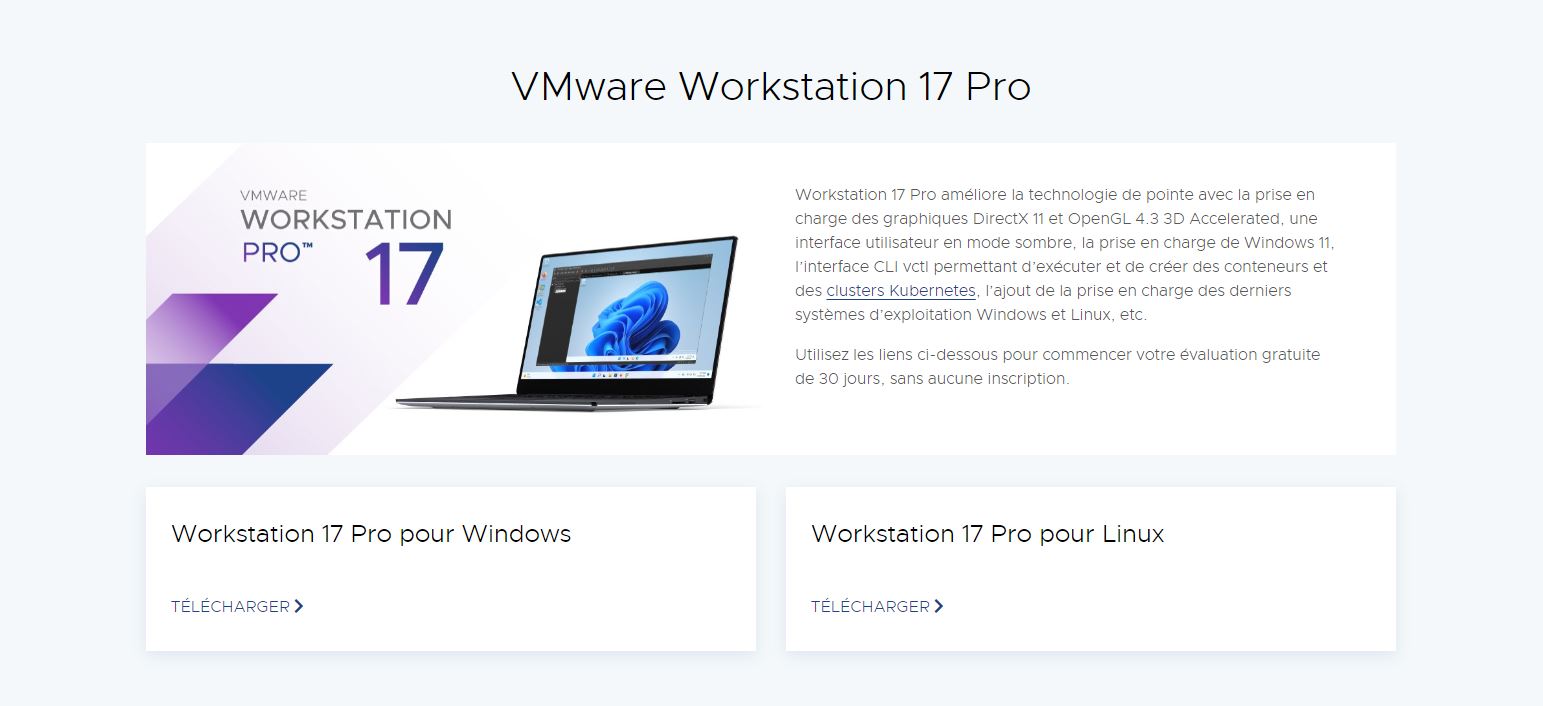 VMware Workstation 17 Pro
VMWARE
WORKSTATION
PRO™ 17
Workstation 17 Pro améliore la technologie de pointe avec la prise en
charge des graphiques DirectX 11 et OpenGL 4.3 3D Accelerated, une
interface utilisateur en mode sombre, la prise en charge de Windows 11,
l’interface CLI vctl permettant d’exécuter et de créer des conteneurs et
des clusters Kubernetes, l’ajout de la prise en charge des derniers
systèmes d’exploitation Windows et Linux, etc.
Utilisez les liens ci-dessous pour commencer votre évaluation gratuite
de 30 jours, sans aucune inscription.
Workstation 17 Pro pour Windows
TÉLÉCHARGER
Workstation 17 Pro pour Linux
TÉLÉCHARGER